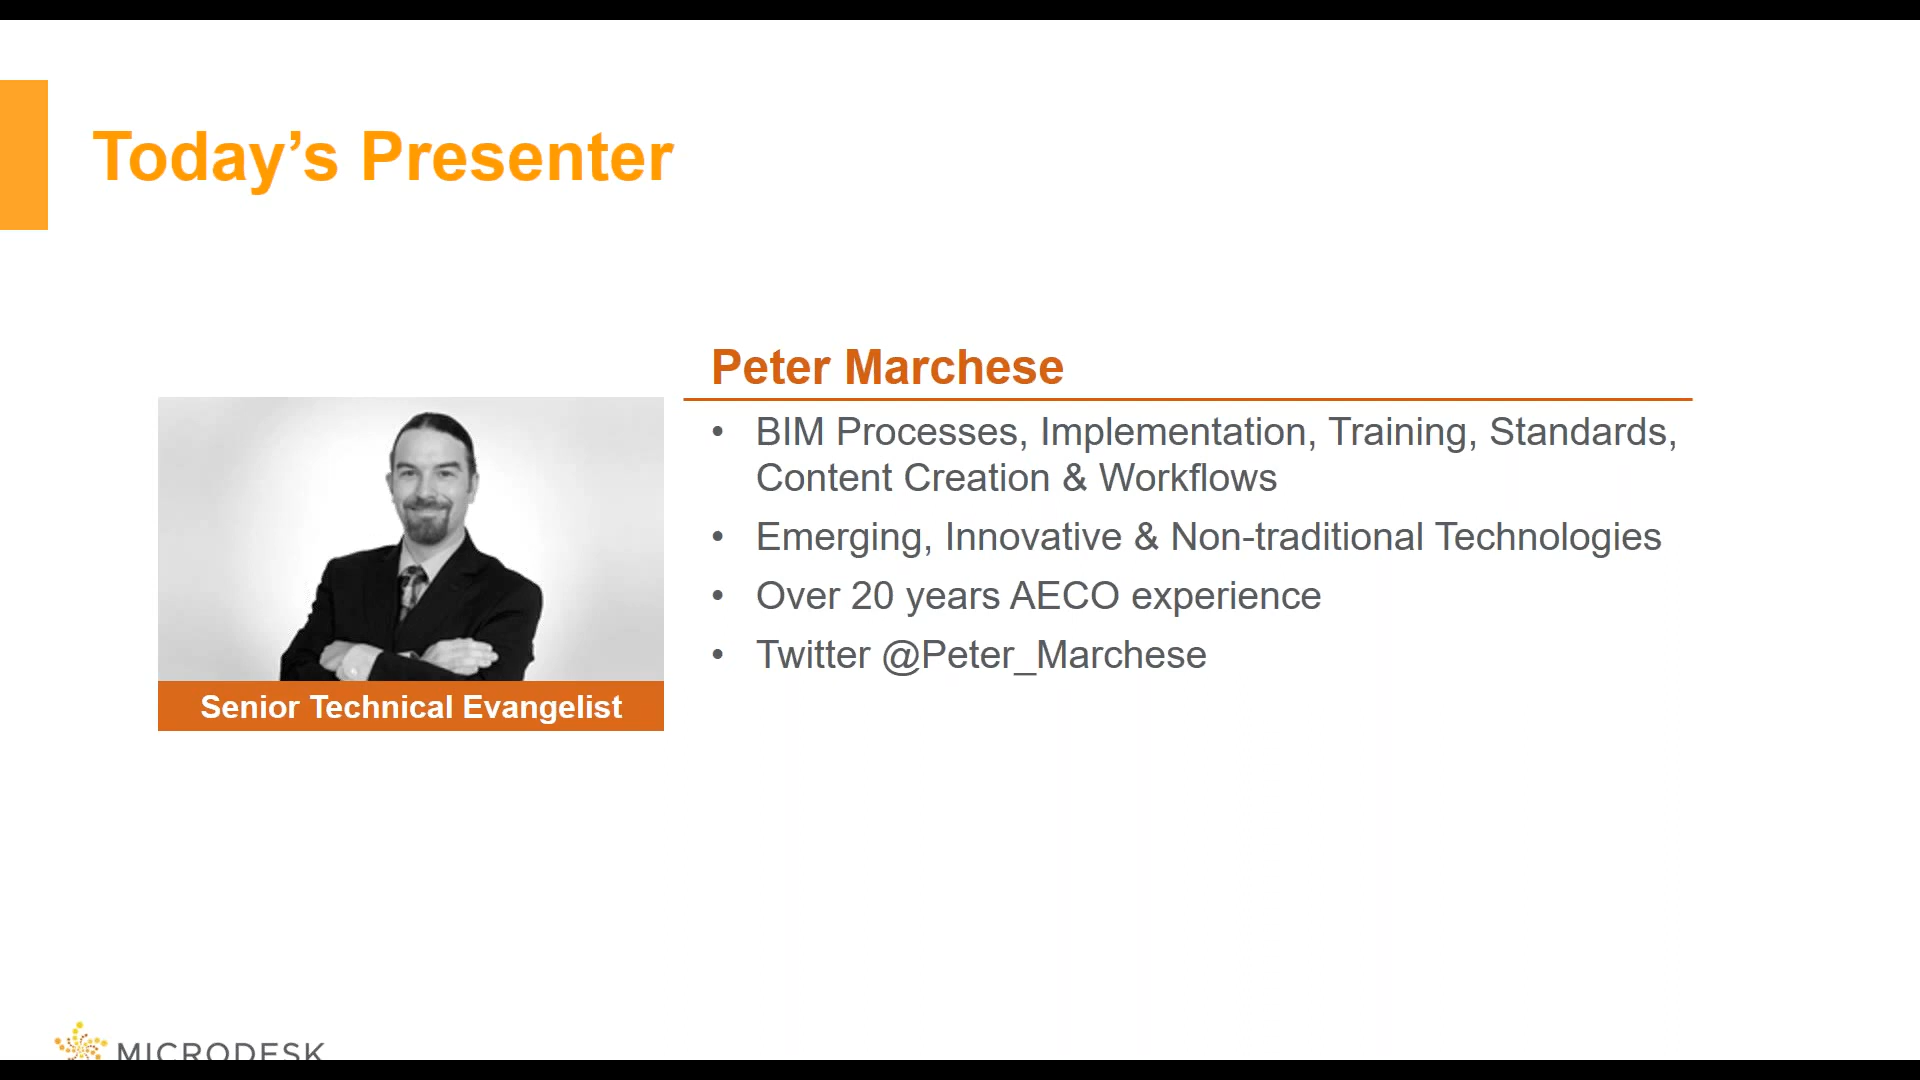 Today’s Presenter
Peter Marchese
• BIM Processes, Implementation, Training, Standards,
Content Creation & Workflows
• Emerging, Innovative & Non-traditional Technologies
• Over 20 years AECO experience
• Twitter @Peter_Marchese
Senior Technical Evangelist
MICRODESK